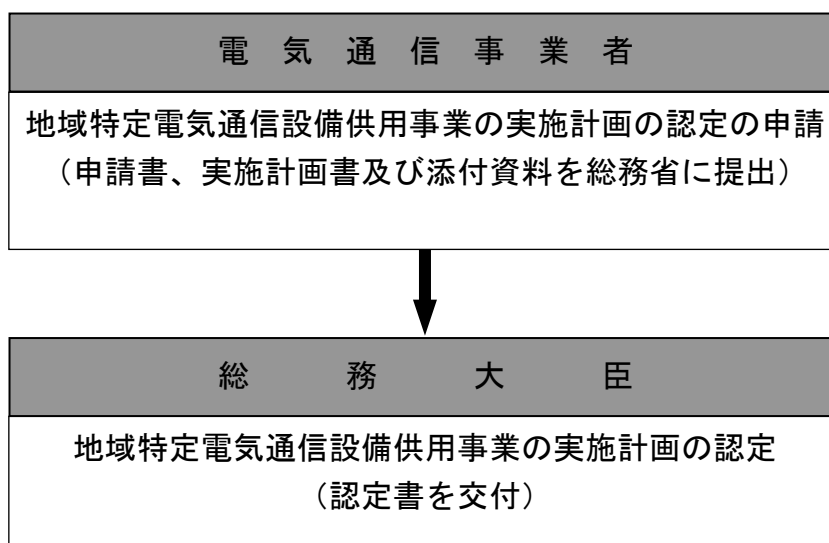 電気通信事業者
地域特定電気通信設備供用事業の実施計画の認定の申請
（申請書、実施計画書及び添付資料を総務省に提出）
総務大臣
地域特定電気通信設備供用事業の実施計画の認定
（認定書を交付）